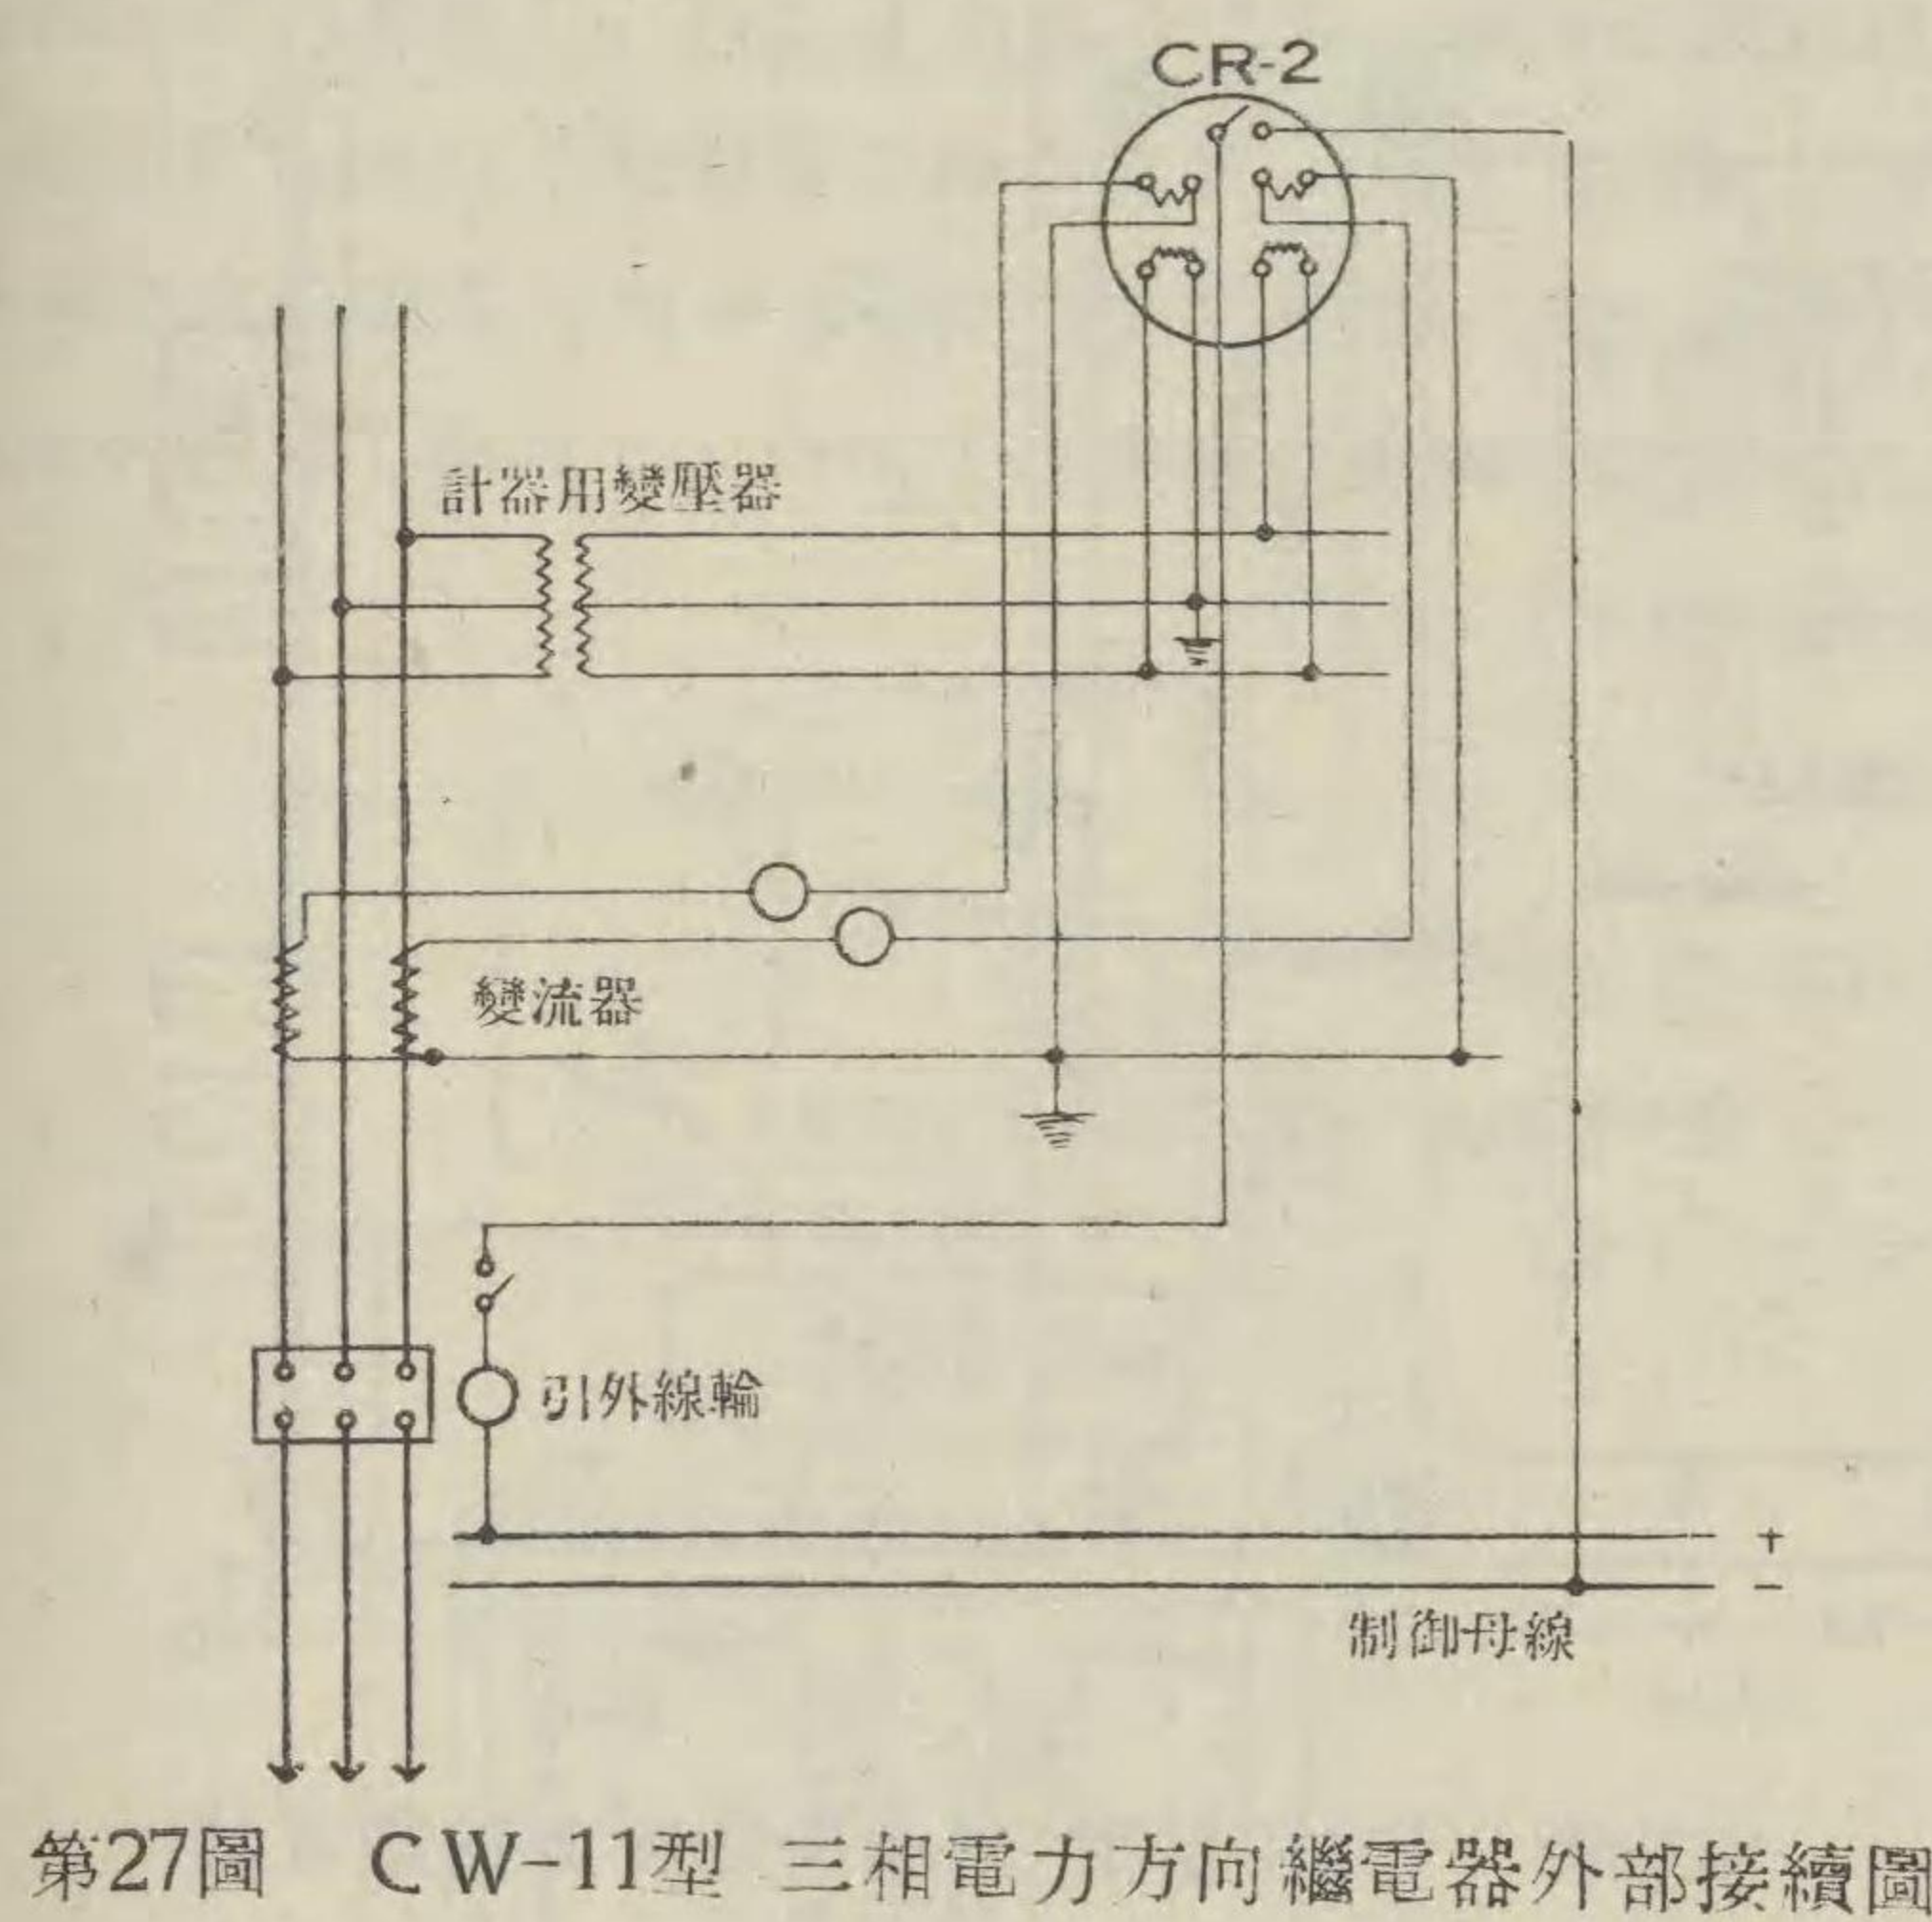 CR-2
計器用變壓器
變流器
引外線輪
+
−
制御母線
第27圖 CW-11型 三相電力方向繼電器外部接續圖